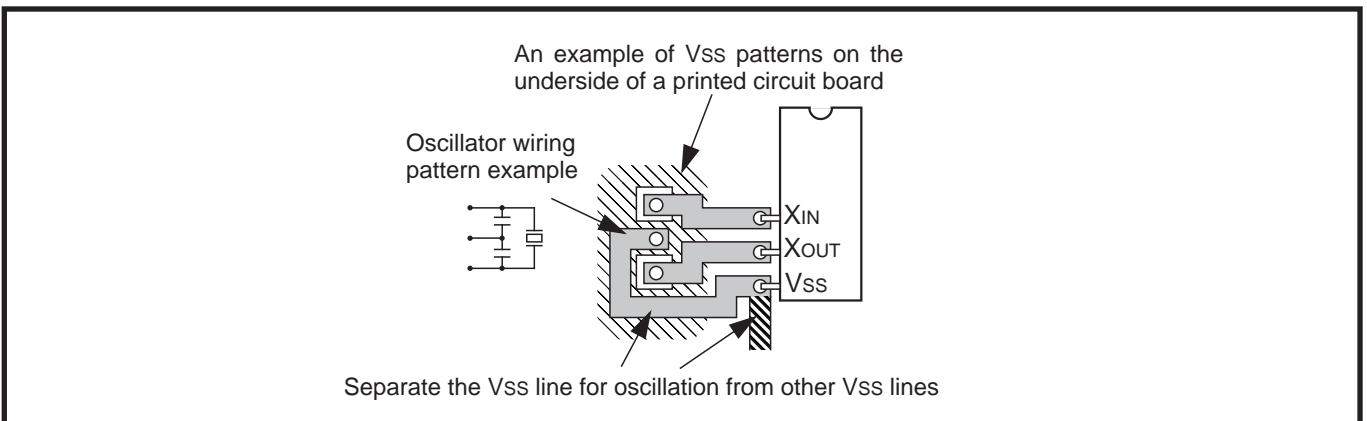 An example of VSS patterns on the
underside of a printed circuit board
Oscillator wiring
pattern example
XIN
XOUT
VSS
Separate the VSS line for oscillation from other VSS lines